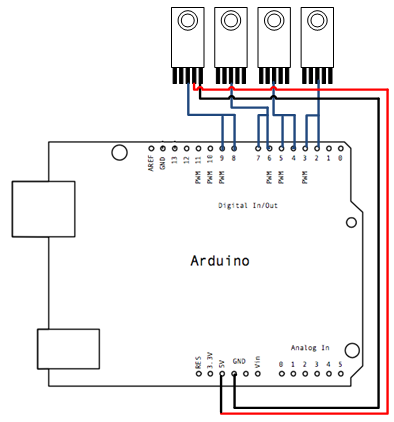 AREF GND 13 12 11 10 9 8 7 6 5 4 3 2 1 0
PWM PWM PWM PWM PWM PWM
Digital In/Out
Arduino
Analog In
RES 3.3V 5V GND Vin 0 1 2 3 4 5